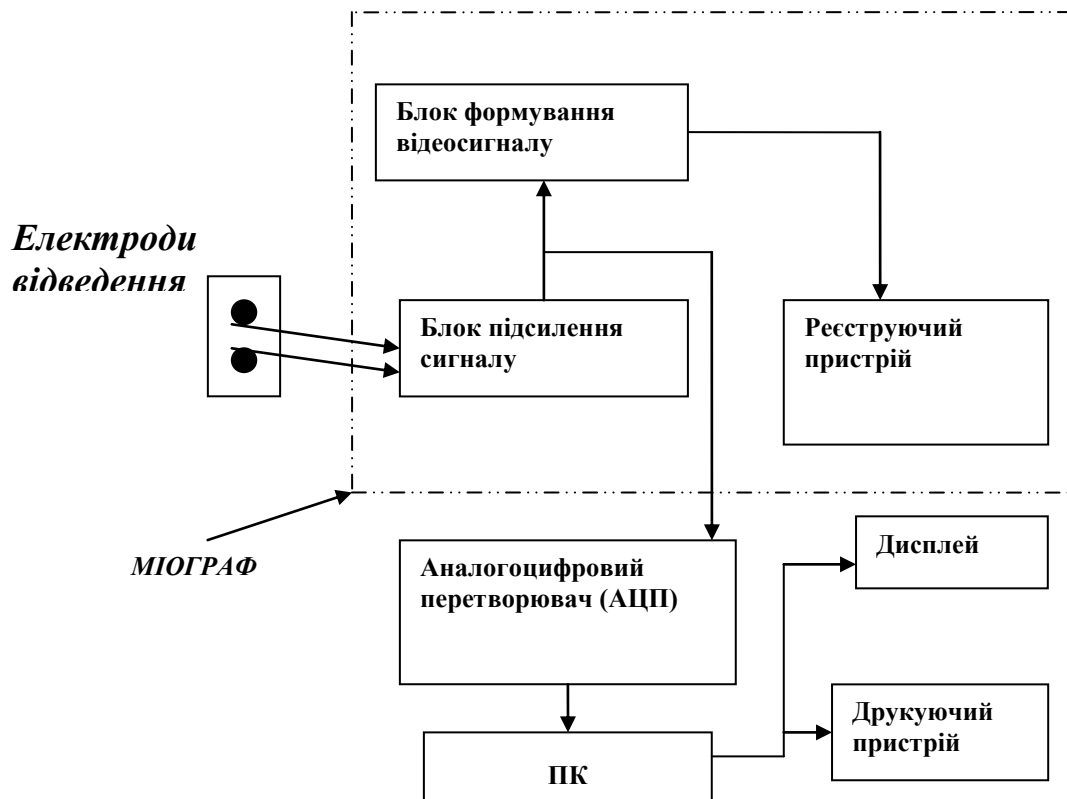 Блок формування
відеосигналу
Електроди
відведення
Блок підсилення
сигналу
Реєструючий
пристрій
МІОГРАФ
Аналогоцифровий
перетворювач (АЦП)
Дисплей
Друкуючий
пристрій
ПК